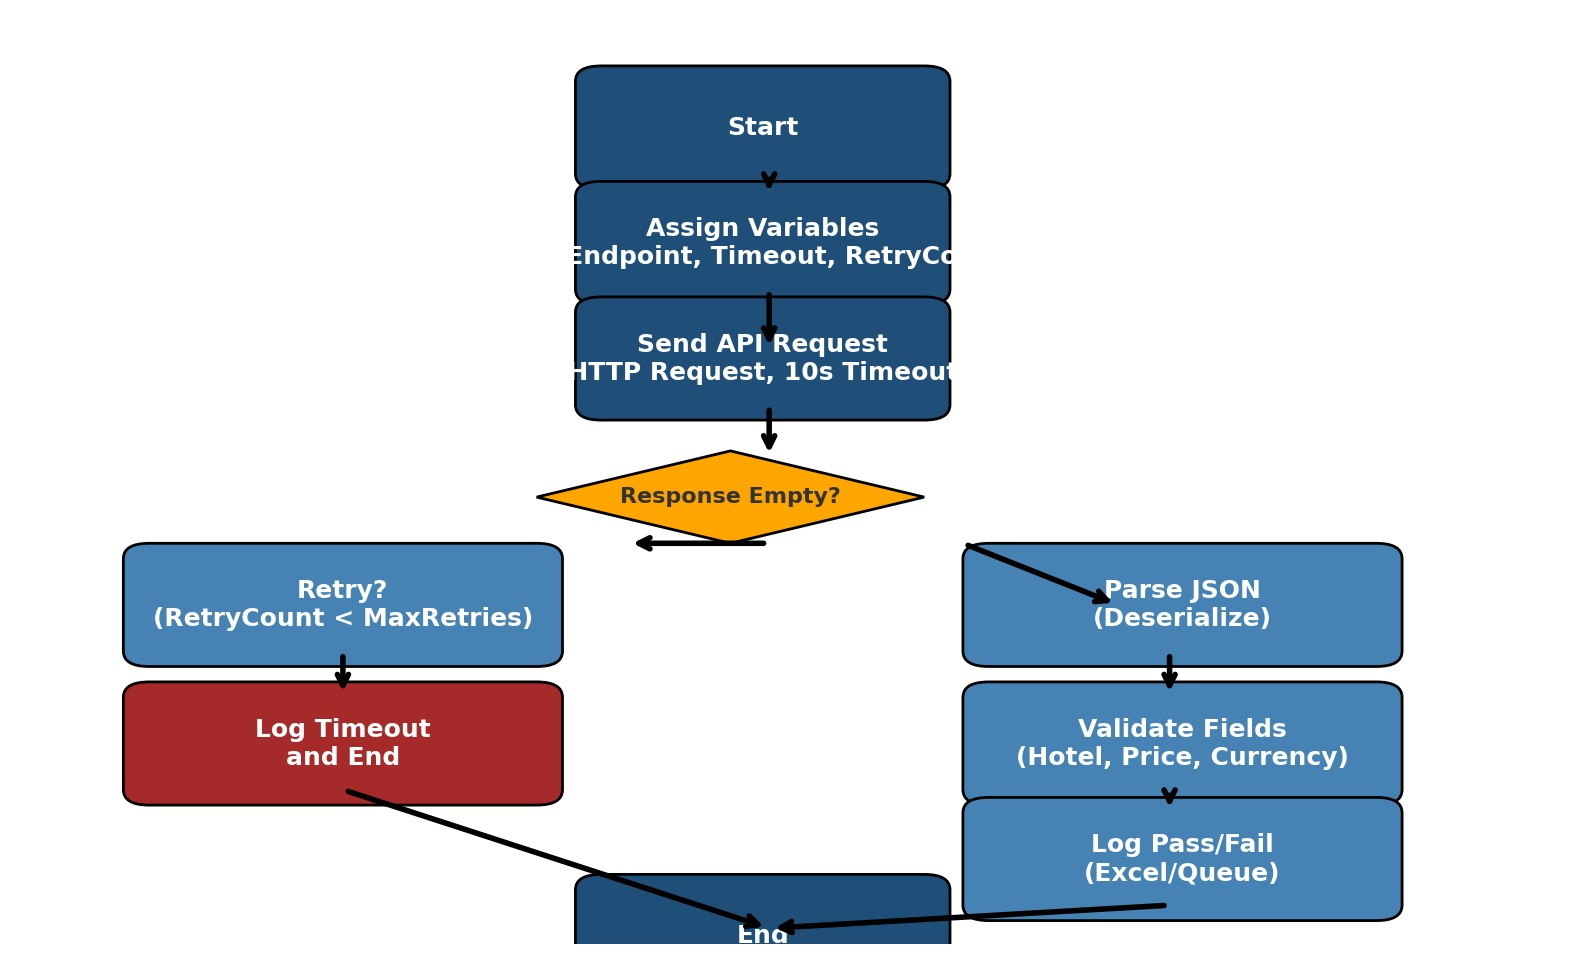 Start
Assign Variables
Endpoint, Timeout, RetryCo
Send API Request
HTTP Request, 10s Timeout
Response Empty?
Retry?
(RetryCount < MaxRetries)
Parse JSON
(Deserialize)
Log Timeout
and End
Validate Fields
(Hotel, Price, Currency)
Log Pass/Fail
(Excel/Queue)
End